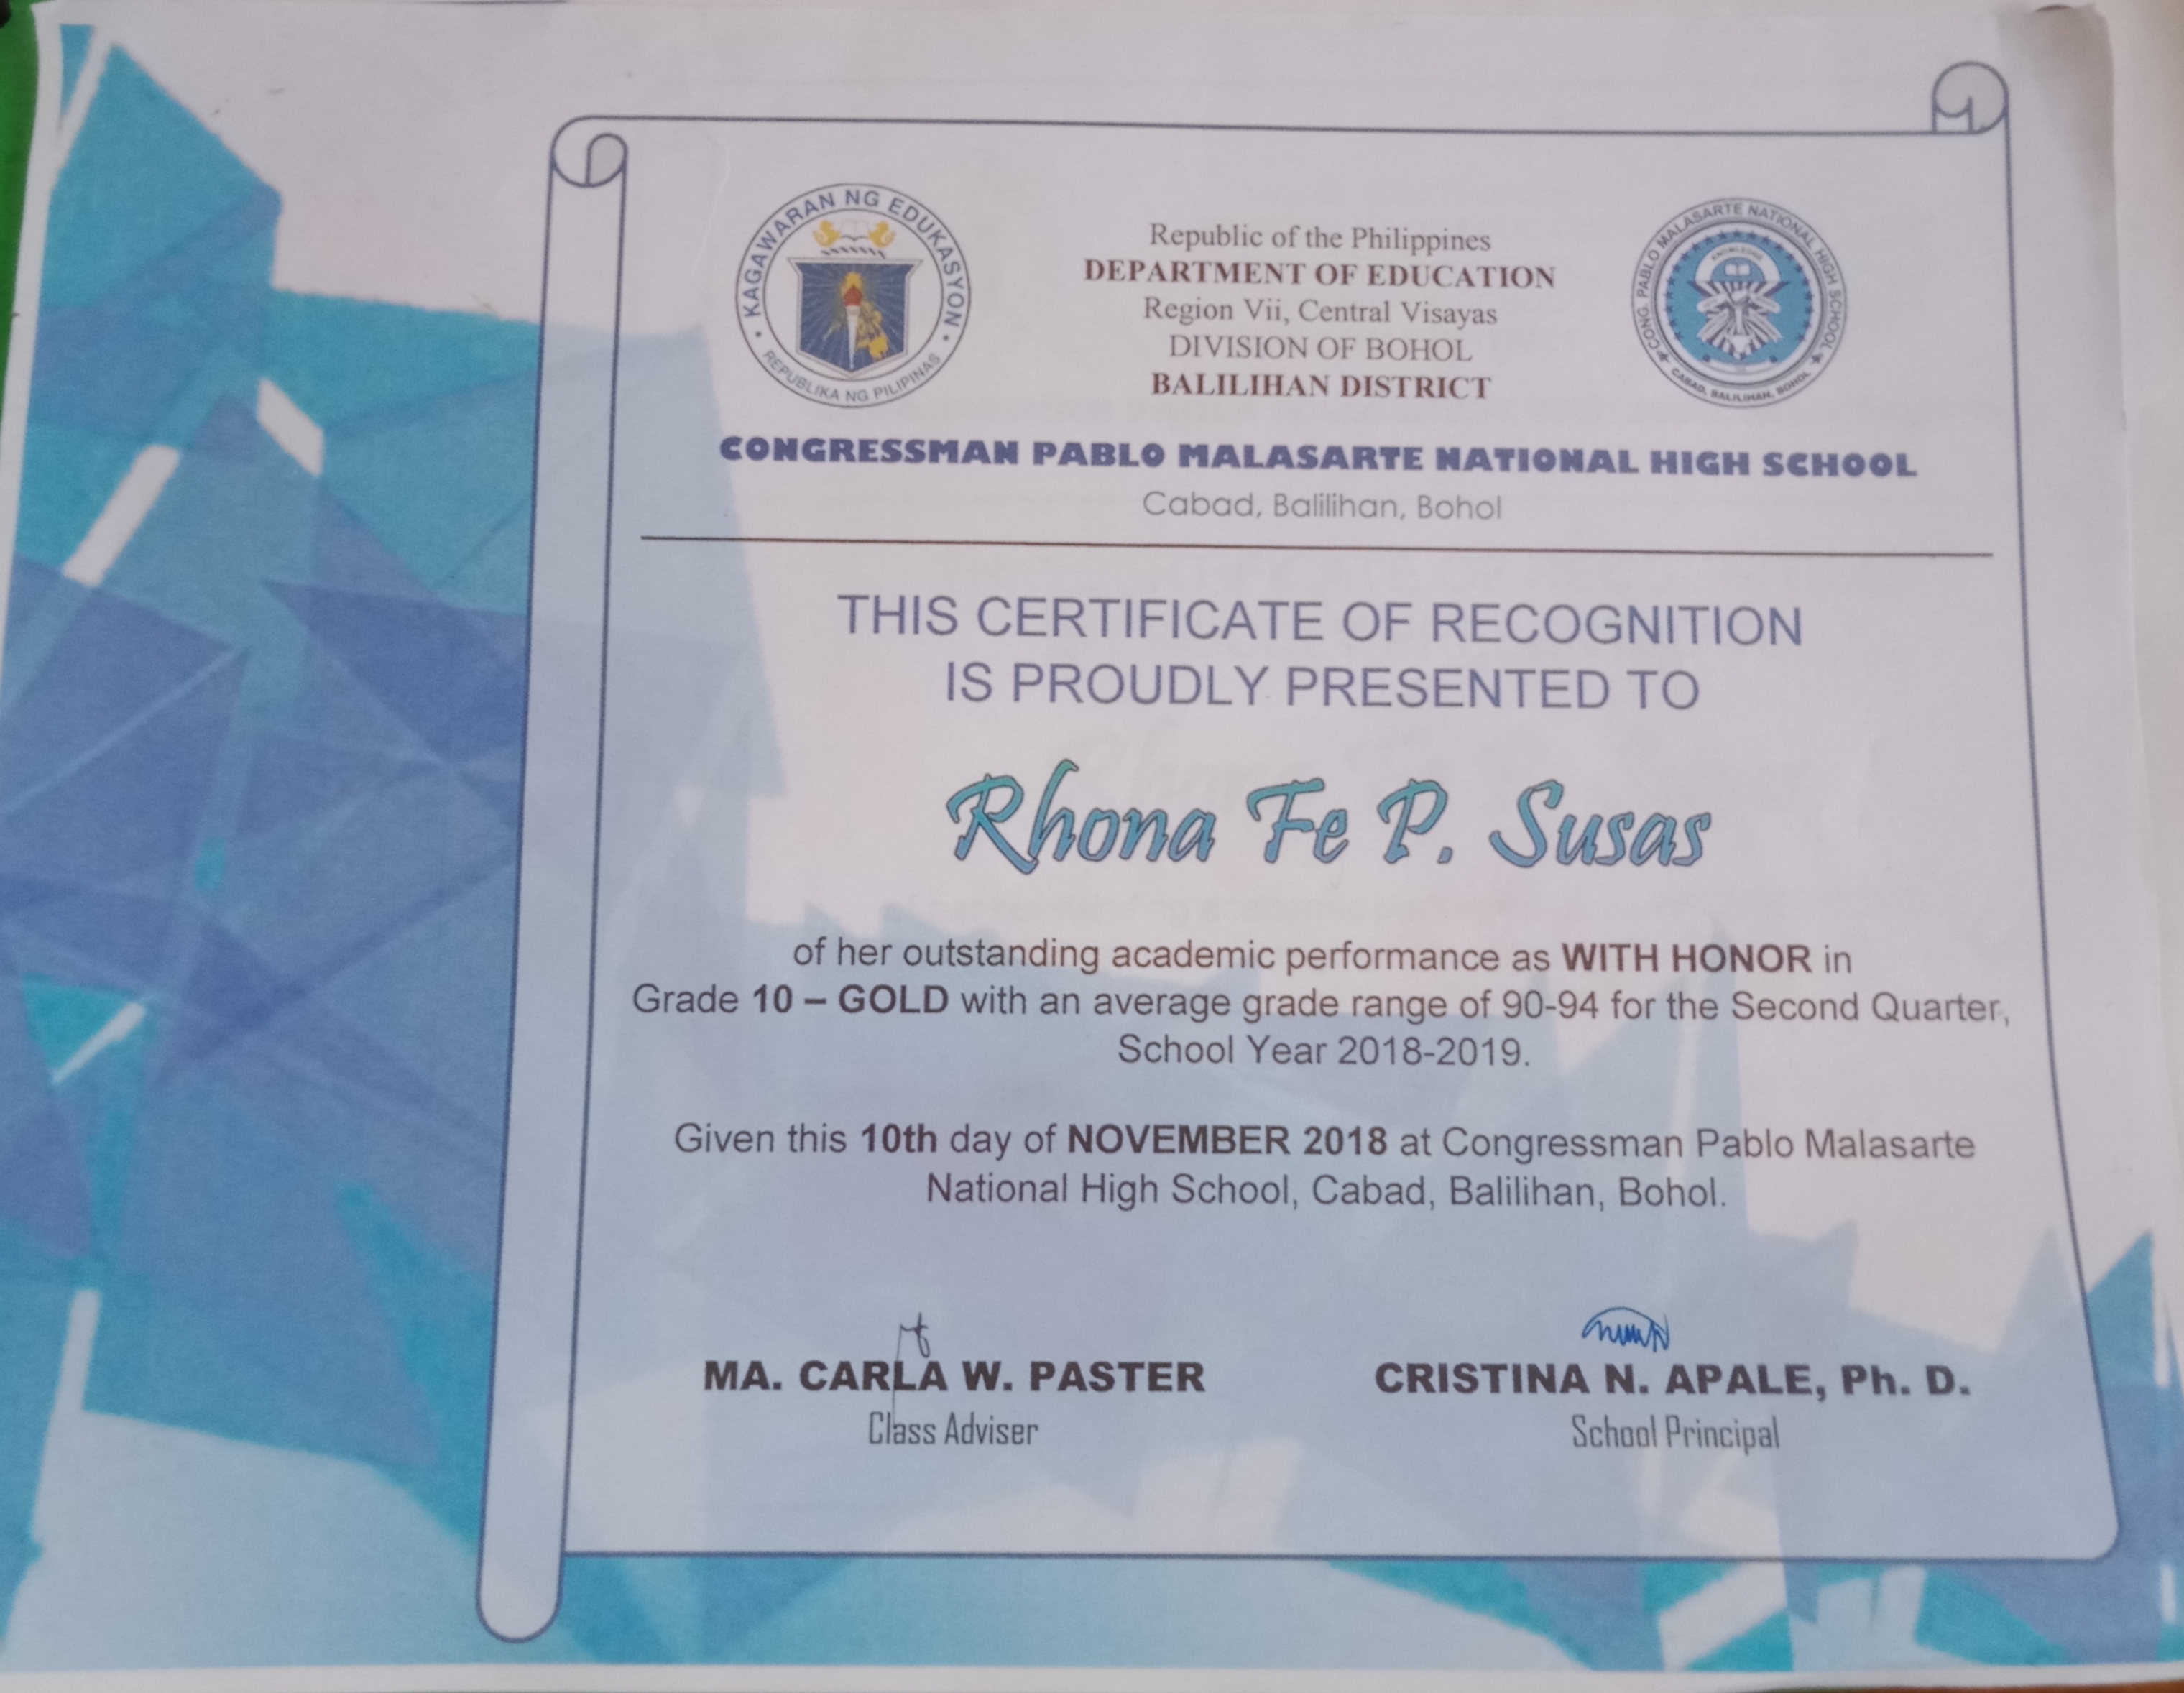 KAGAWARAN NG EDUKASYON
REPUBLIKA NG PILIPINAS
Republic of the Philippines
DEPARTMENT OF EDUCATION
Region Vii, Central Visayas
DIVISION OF BOHOL
BALILIHAN DISTRICT
CONG. PABLO MALASARTE NATIONAL HIGH SCHOOL
KNOWLEDGE
CABAD, BALILIHAN, BOHOL
CONGRESSMAN PABLO MALASARTE NATIONAL HIGH SCHOOL
Cabad, Balilihan, Bohol
THIS CERTIFICATE OF RECOGNITION
IS PROUDLY PRESENTED TO
Rhona Fe P. Susas
of her outstanding academic performance as WITH HONOR in
Grade 10 – GOLD with an average grade range of 90-94 for the Second Quarter,
School Year 2018-2019.
Given this 10th day of NOVEMBER 2018 at Congressman Pablo Malasarte
National High School, Cabad, Balilihan, Bohol.
MA. CARLA W. PASTER
Class Adviser
CRISTINA N. APALE, Ph. D.
School Principal